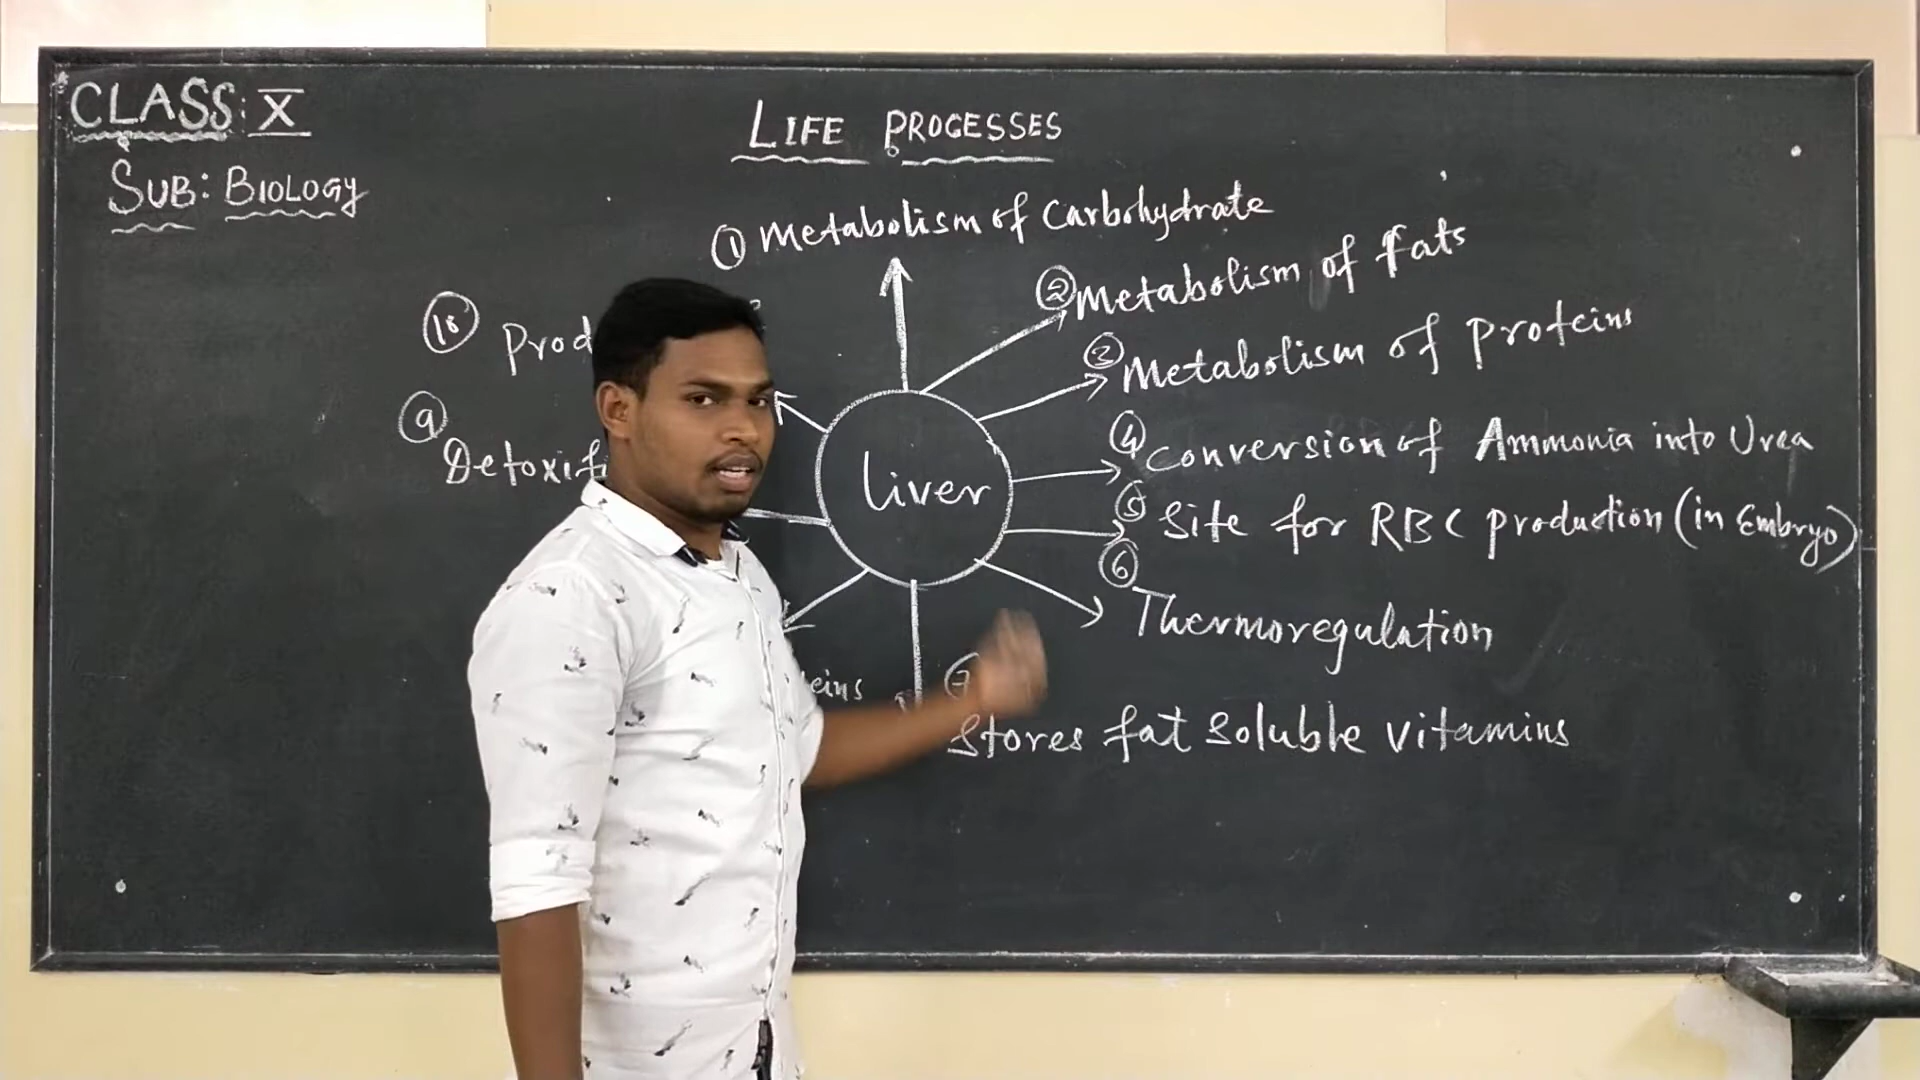 CLASS: X
SUB: BIOLOGY
LIFE PROCESSES
① Metabolism of Carbohydrate
② Metabolism of fats
③ Metabolism of proteins
④ Conversion of Ammonia into Urea
⑤ Site for RBC production (in Embryo)
⑥ Thermoregulation
⑦
Stores fat soluble vitamins
⑨
⑩
liver